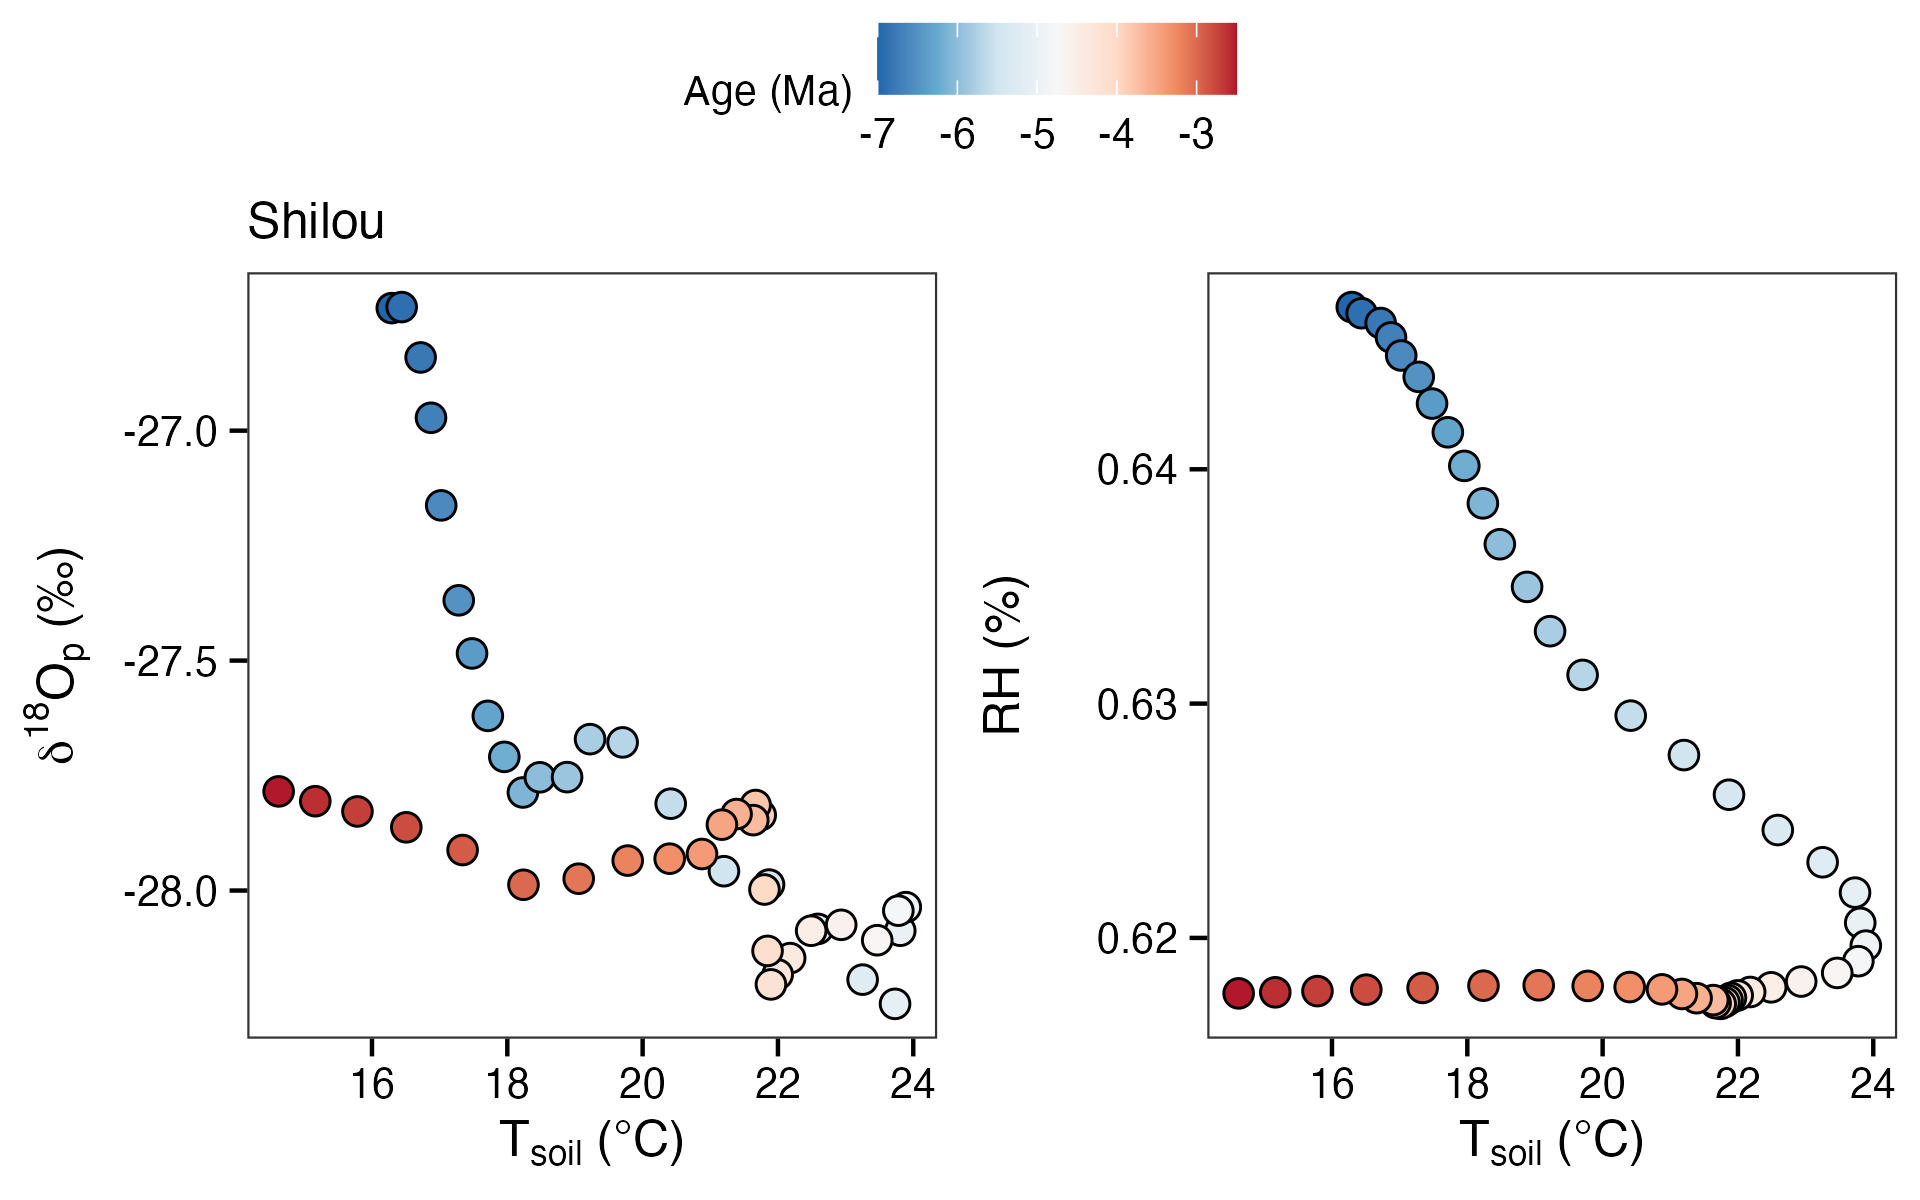 Age (Ma)
-7 -6 -5 -4 -3
Shilou
δ¹⁸Oₚ (‰)
-27.0
-27.5
-28.0
16 18 20 22 24
Tsoil (°C)
RH (%)
0.64
0.63
0.62
16 18 20 22 24
Tsoil (°C)